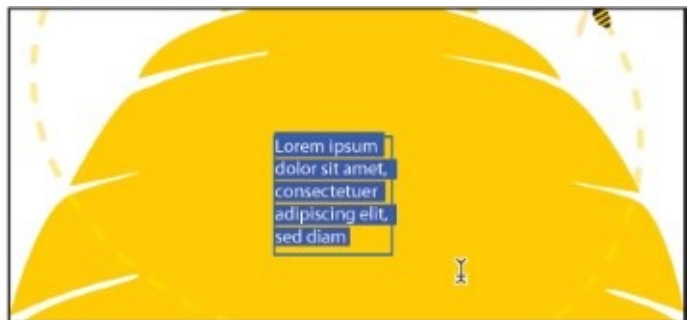 Lorem ipsum
dolor sit amet,
consectetuer
adipiscing elit,
sed diam